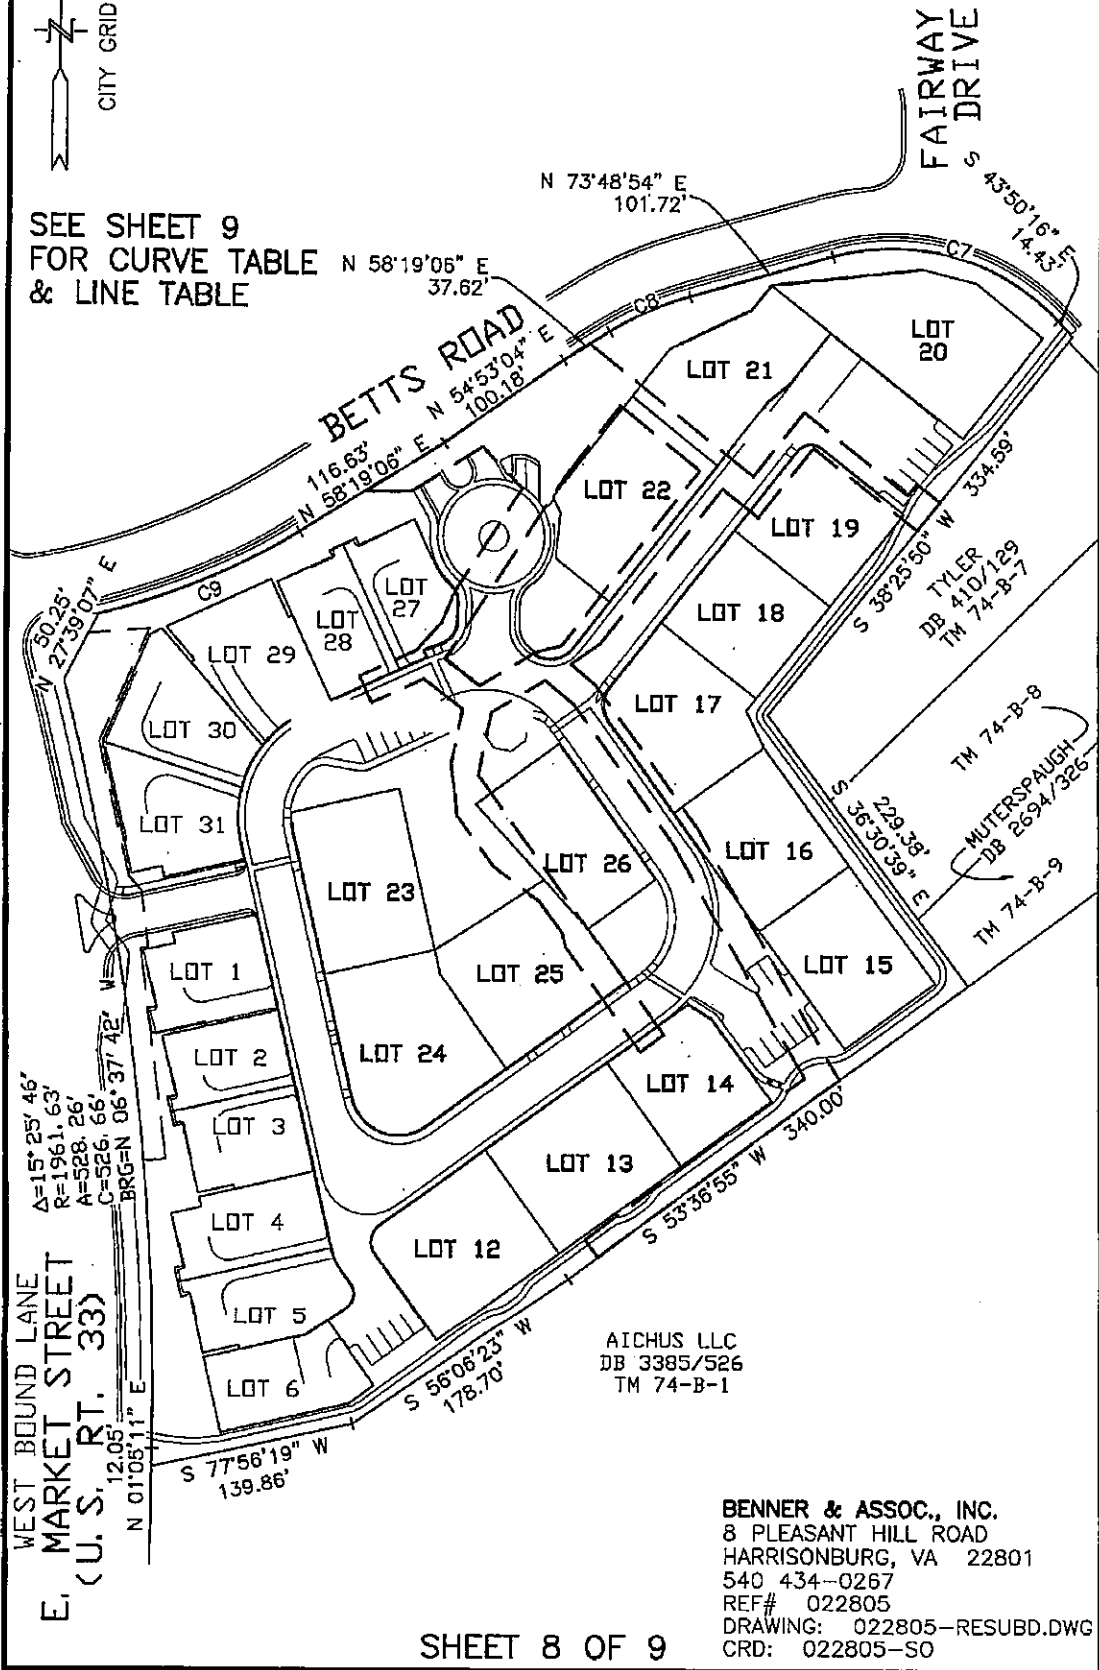 CITY GRID
FAIRWAY
DRIVE
SEE SHEET 9
FOR CURVE TABLE
& LINE TABLE
N 73°48'54" E
101.72'
S 43°50'16" E
14.43'
N 58°19'06" E
37.62'
C7
C8
BETTS ROAD
N 54°53'04" E
100.18'
116.63'
N 58°19'06" E
C9
50.25'
N 27°39'07" E
LOT
20
LOT 21
LOT 22
LOT 19
334.59'
S 38°25'50" W
TYLER
DB 410/129
TM 74-B-7
LOT
27
LOT
28
LOT 29
LOT 18
LOT 17
LOT 30
TM 74-B-8
MUTERSPAUGH
DB 2694/326
TM 74-B-9
229.38'
S 36°30'39" E
LOT 31
LOT 16
LOT 26
LOT 23
LOT 25
LOT 15
LOT 1
LOT 24
LOT 2
LOT 14
LOT 3
LOT 13
340.00'
S 53°36'55" W
LOT 4
LOT 12
LOT 5
LOT 6
Δ=15°25'46"
R=1961.63'
A=528.26'
C=526.66'
BRG=N 06°37'42" W
WEST BOUND LANE
E. MARKET STREET
(U.S. RT. 33)
12.05'
N 01°05'11" E
S 56°06'23" W
178.70'
S 77°56'19" W
139.86'
AICHUS LLC
DB 3385/526
TM 74-B-1
BENNER & ASSOC., INC.
8 PLEASANT HILL ROAD
HARRISONBURG, VA 22801
540 434-0267
REF# 022805
DRAWING: 022805-RESUBD.DWG
CRD: 022805-SO
SHEET 8 OF 9